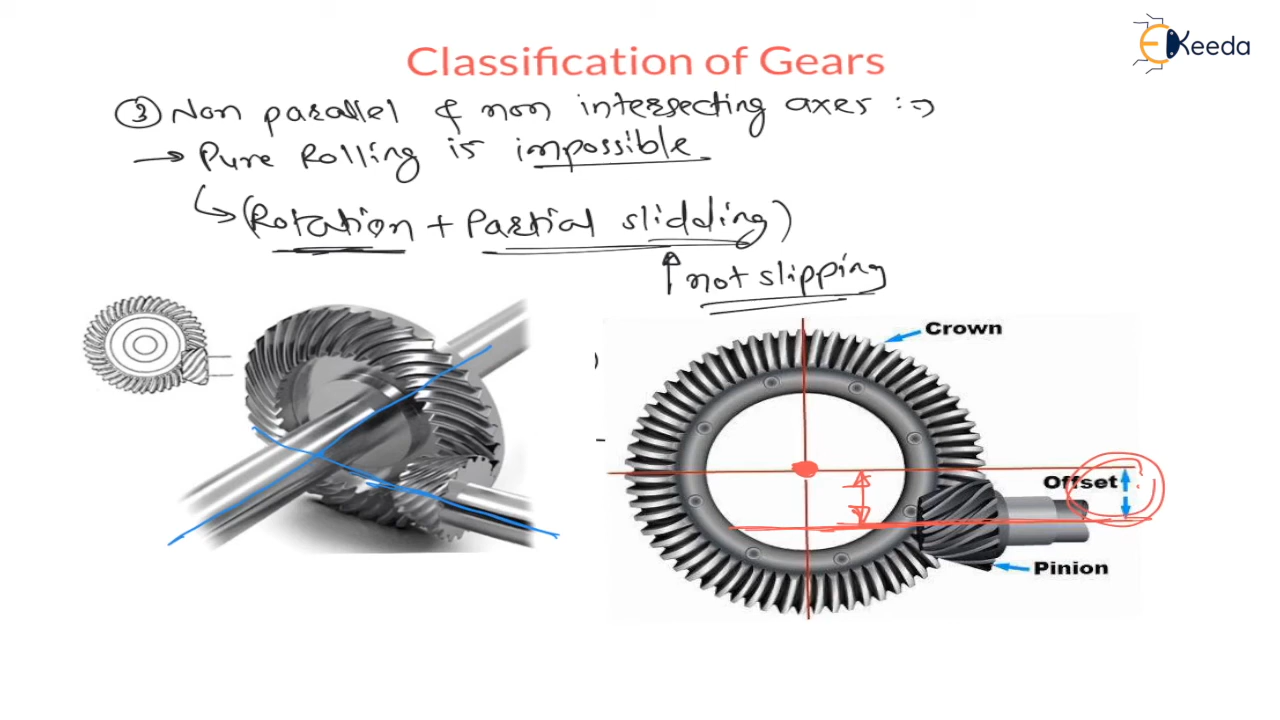 Classification of Gears
EKeeda
③ Non parallel & non intersecting axes :->
→ Pure Rolling is impossible
↳ (Rotation + Partial slidding)
↑ not slipping
Crown
Offset
Pinion